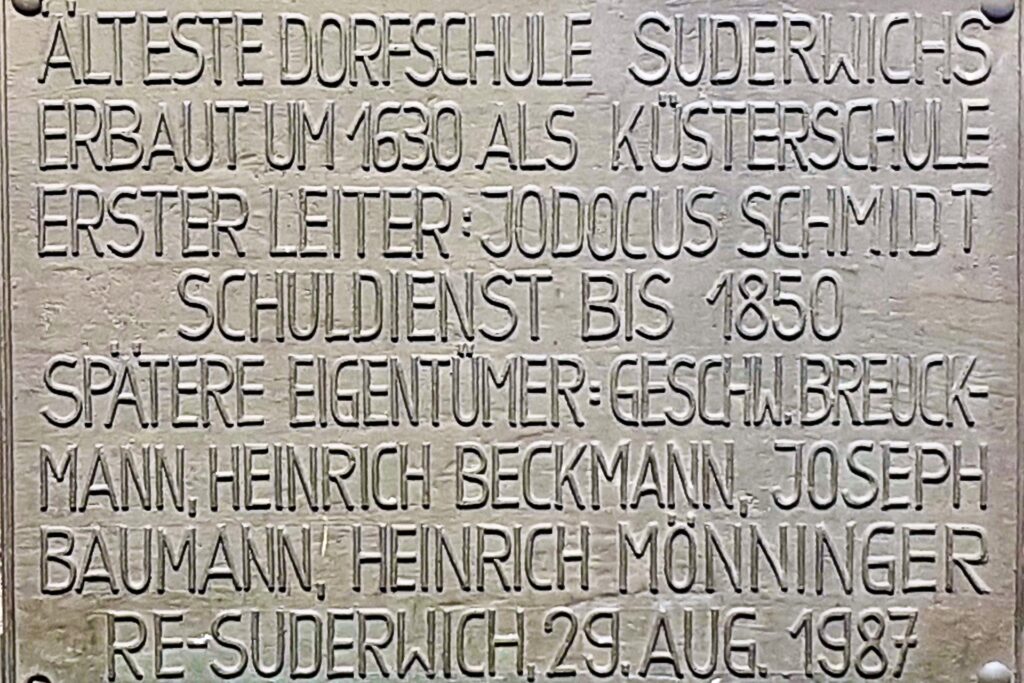 ÄLTESTE DORFSCHULE SUDERWICHS
ERBAUT UM 1630 ALS KÜSTERSCHULE
ERSTER LEITER: JODOCUS SCHMIDT
SCHULDIENST BIS 1850
SPÄTERE EIGENTÜMER: GESCHW. BREUCK-
MANN, HEINRICH BECKMANN, JOSEPH
BAUMANN, HEINRICH MÖNNINGER
RE-SUDERWICH, 29. AUG. 1987